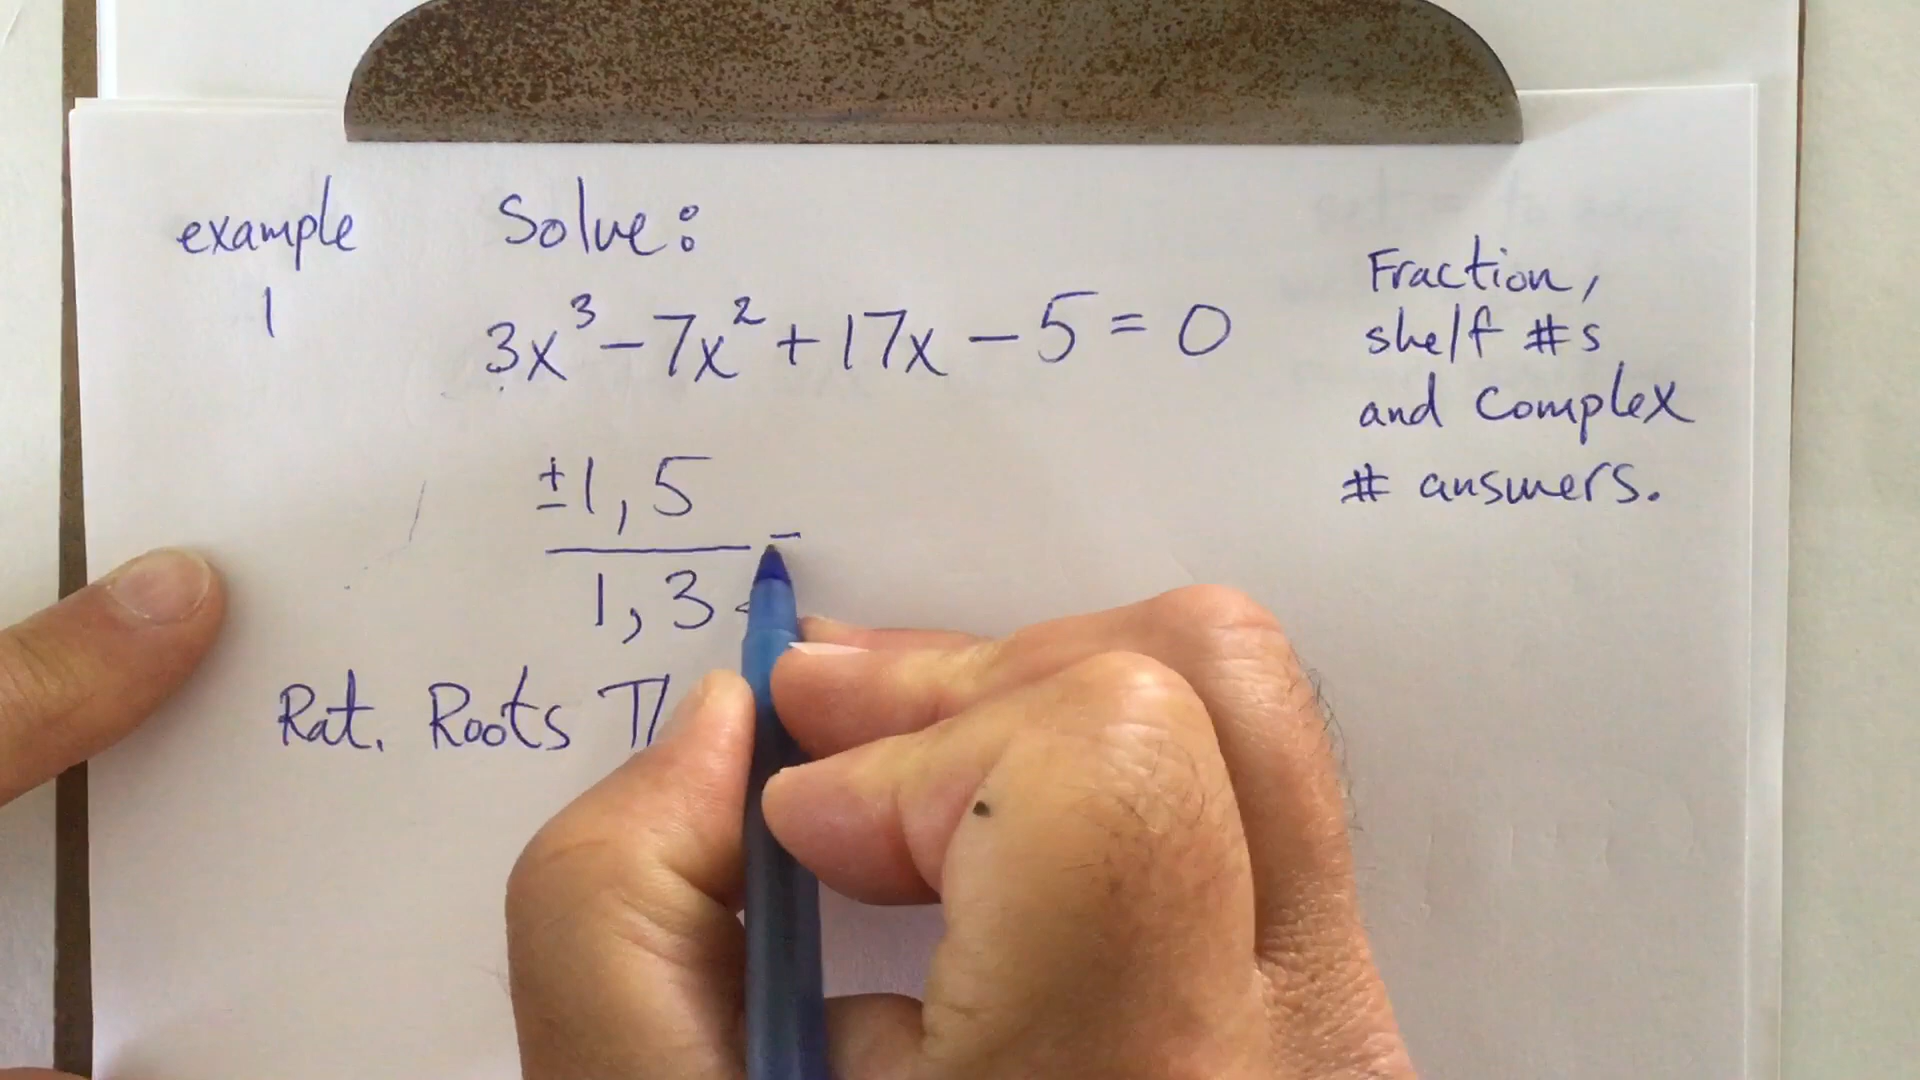 example
1
Solve:
3x³ - 7x² + 17x - 5 = 0
Fraction,
shelf #s
and Complex
# answers.
±1, 5
1, 3
Rat. Roots